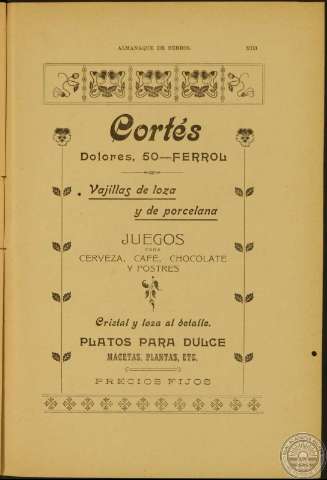 ALMANAQUE DE FERROL
Cortés
Dolores, 50—FERROL
Vajillas de loza
y de porcelana
JUEGOS
PARA
CERVEZA, CAFÉ, CHOCOLATE
Y POSTRES
Cristal y loza al detalle.
PLATOS PARA DULCE
MACETAS, PLANTAS, ETC.
PRECIOS FIJOS